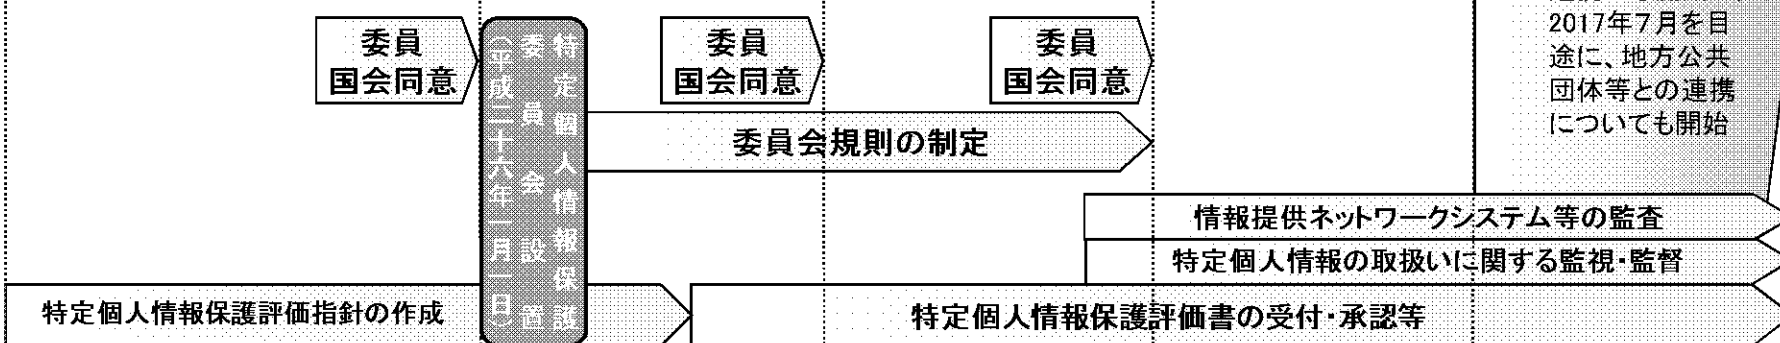 委員
国会同意
特定個人情報保護
委員会設置
(平成二十六年一月一日)
委員
国会同意
委員
国会同意
2017年7月を目
途に、地方公共
団体等との連携
についても開始
委員会規則の制定
情報提供ネットワークシステム等の監査
特定個人情報の取扱いに関する監視・監督
特定個人情報保護評価指針の作成
特定個人情報保護評価書の受付・承認等